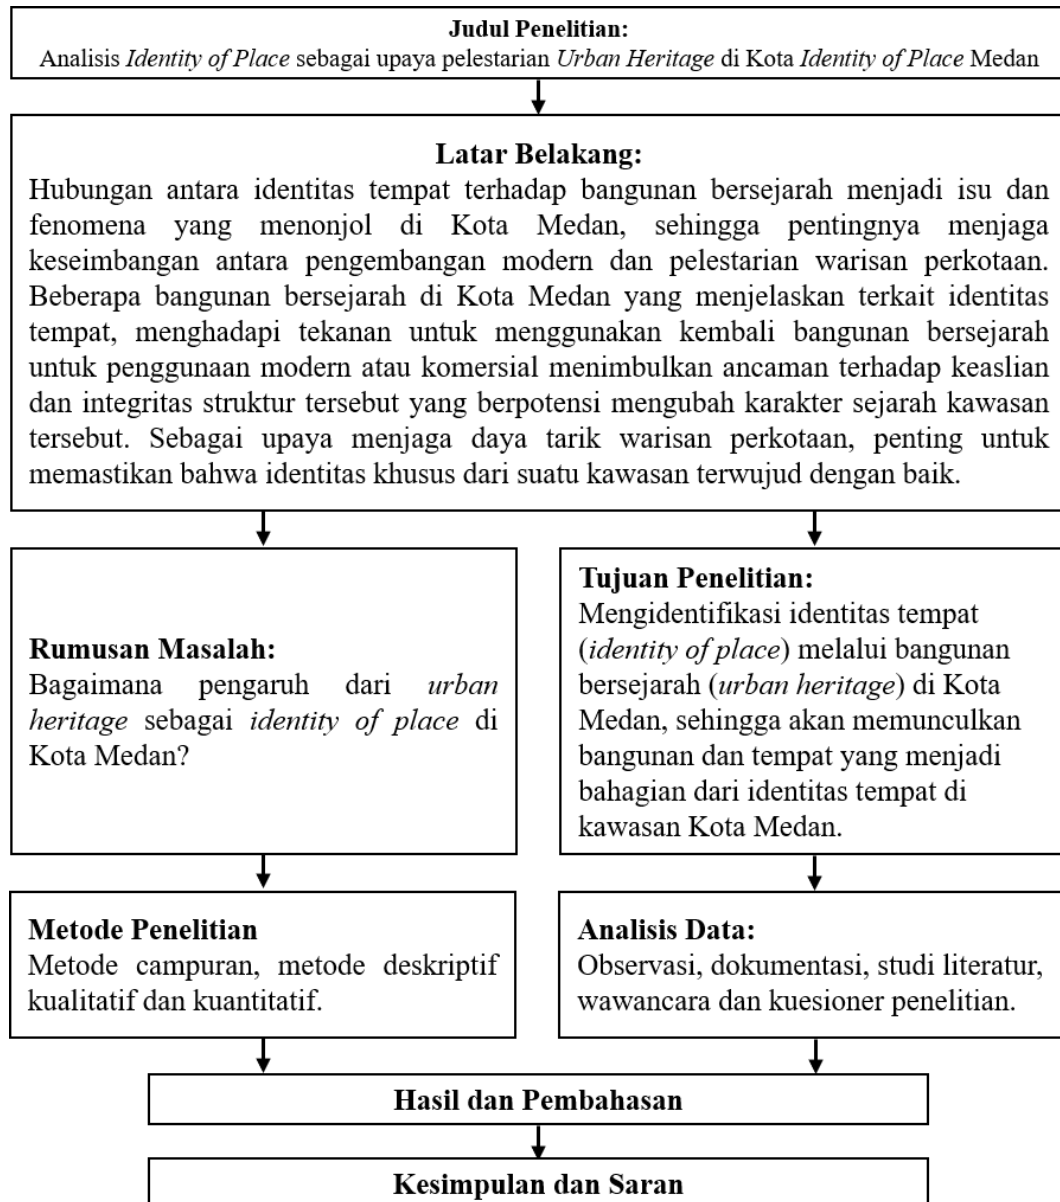 Judul Penelitian:
Analisis Identity of Place sebagai upaya pelestarian Urban Heritage di Kota Identity of Place Medan
Latar Belakang:
Hubungan antara identitas tempat terhadap bangunan bersejarah menjadi isu dan
fenomena yang menonjol di Kota Medan, sehingga pentingnya menjaga
keseimbangan antara pengembangan modern dan pelestarian warisan perkotaan.
Beberapa bangunan bersejarah di Kota Medan yang menjelaskan terkait identitas
tempat, menghadapi tekanan untuk menggunakan kembali bangunan bersejarah
untuk penggunaan modern atau komersial menimbulkan ancaman terhadap keaslian
dan integritas struktur tersebut yang berpotensi mengubah karakter sejarah kawasan
tersebut. Sebagai upaya menjaga daya tarik warisan perkotaan, penting untuk
memastikan bahwa identitas khusus dari suatu kawasan terwujud dengan baik.
Rumusan Masalah:
Bagaimana pengaruh dari urban
heritage sebagai identity of place di
Kota Medan?
Tujuan Penelitian:
Mengidentifikasi identitas tempat
(identity of place) melalui bangunan
bersejarah (urban heritage) di Kota
Medan, sehingga akan memunculkan
bangunan dan tempat yang menjadi
bahagian dari identitas tempat di
kawasan Kota Medan.
Metode Penelitian
Metode campuran, metode deskriptif
kualitatif dan kuantitatif.
Analisis Data:
Observasi, dokumentasi, studi literatur,
wawancara dan kuesioner penelitian.
Hasil dan Pembahasan
Kesimpulan dan Saran